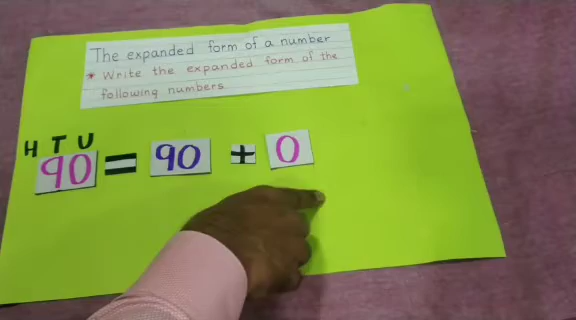 The expanded form of a number
* Write the expanded form of the
following numbers
H T U
90 = 90 + 0